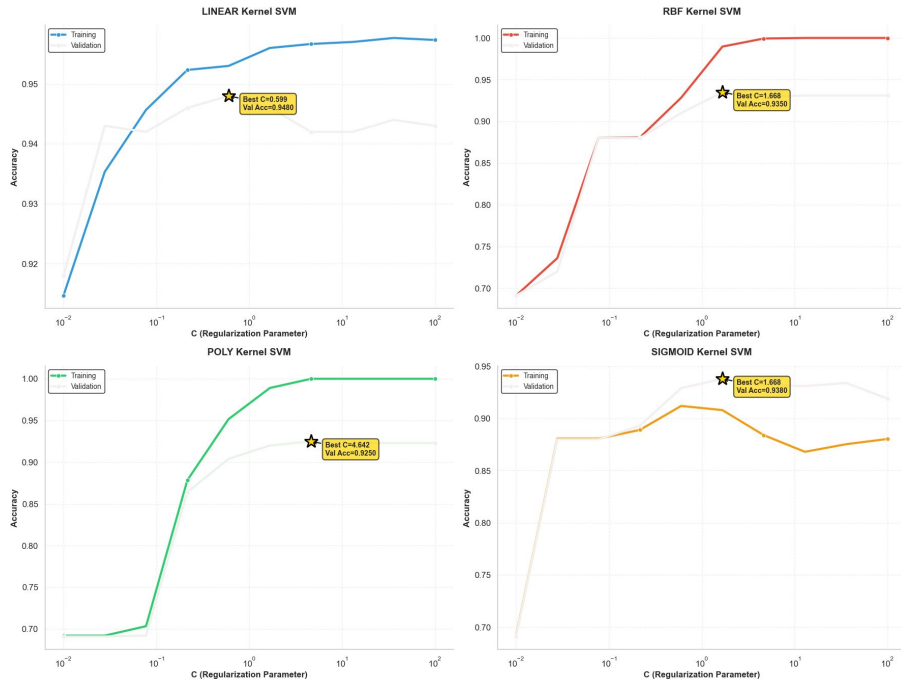 LINEAR Kernel SVM
Training
Validation
Best C=0.599
Val Acc=0.9480
0.95
0.94
0.93
0.92
Accuracy
10⁻²
10⁻¹
10⁰
10¹
10²
C (Regularization Parameter)
RBF Kernel SVM
Training
Validation
Best C=1.668
Val Acc=0.9350
1.00
0.95
0.90
0.85
0.80
0.75
0.70
Accuracy
10⁻²
10⁻¹
10⁰
10¹
10²
C (Regularization Parameter)
POLY Kernel SVM
Training
Validation
Best C=4.642
Val Acc=0.9250
1.00
0.95
0.90
0.85
0.80
0.75
0.70
Accuracy
10⁻²
10⁻¹
10⁰
10¹
10²
C (Regularization Parameter)
SIGMOID Kernel SVM
Training
Validation
Best C=1.668
Val Acc=0.9380
0.95
0.90
0.85
0.80
0.75
0.70
Accuracy
10⁻²
10⁻¹
10⁰
10¹
10²
C (Regularization Parameter)